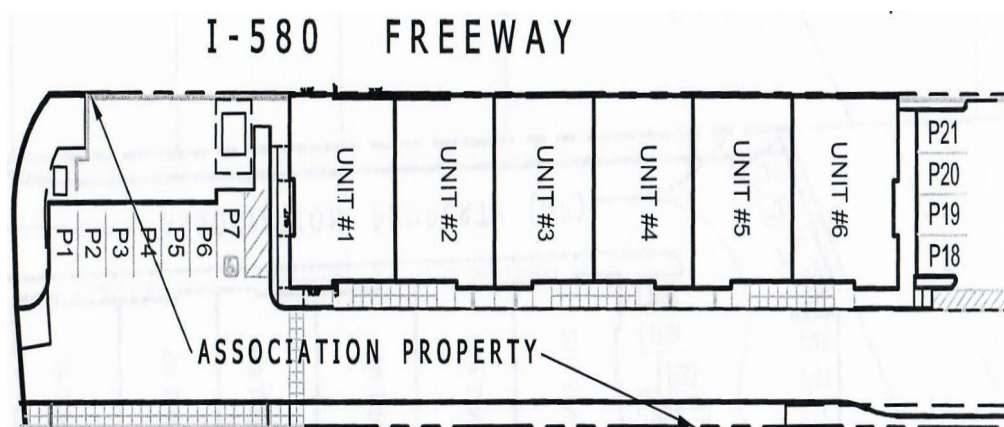 I-580 FREEWAY
UNIT #1
UNIT #2
UNIT #3
UNIT #4
UNIT #5
UNIT #6
P21
P20
P19
P18
P1
P2
P3
P4
P5
P6
P7
ASSOCIATION PROPERTY